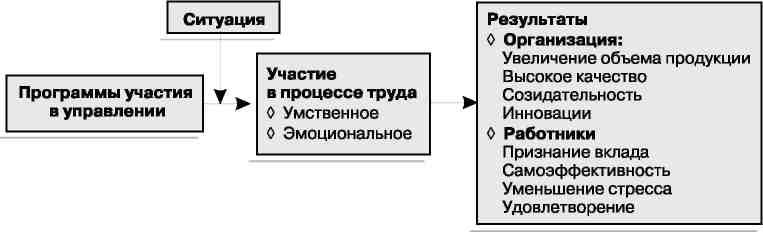 Ситуация
Программы участия
в управлении
Участие
в процессе труда
◊ Умственное
◊ Эмоциональное
Результаты
◊ Организация:
Увеличение объема продукции
Высокое качество
Созидательность
Инновации
◊ Работники
Признание вклада
Самоэффективность
Уменьшение стресса
Удовлетворение